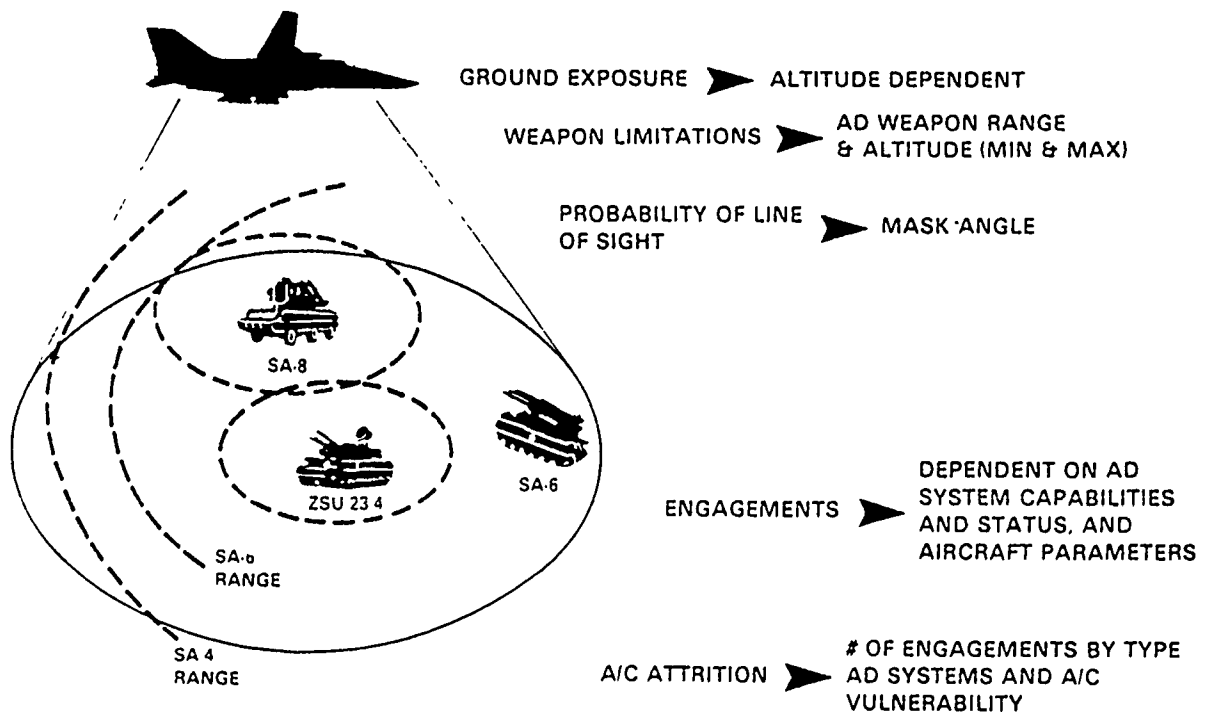 GROUND EXPOSURE
ALTITUDE DEPENDENT
WEAPON LIMITATIONS
AD WEAPON RANGE
& ALTITUDE (MIN & MAX)
PROBABILITY OF LINE
OF SIGHT
MASK ANGLE
SA-8
ZSU 23 4
SA-6
SA-6
RANGE
SA 4
RANGE
ENGAGEMENTS
DEPENDENT ON AD
SYSTEM CAPABILITIES
AND STATUS, AND
AIRCRAFT PARAMETERS
A/C ATTRITION
# OF ENGAGEMENTS BY TYPE
AD SYSTEMS AND A/C
VULNERABILITY